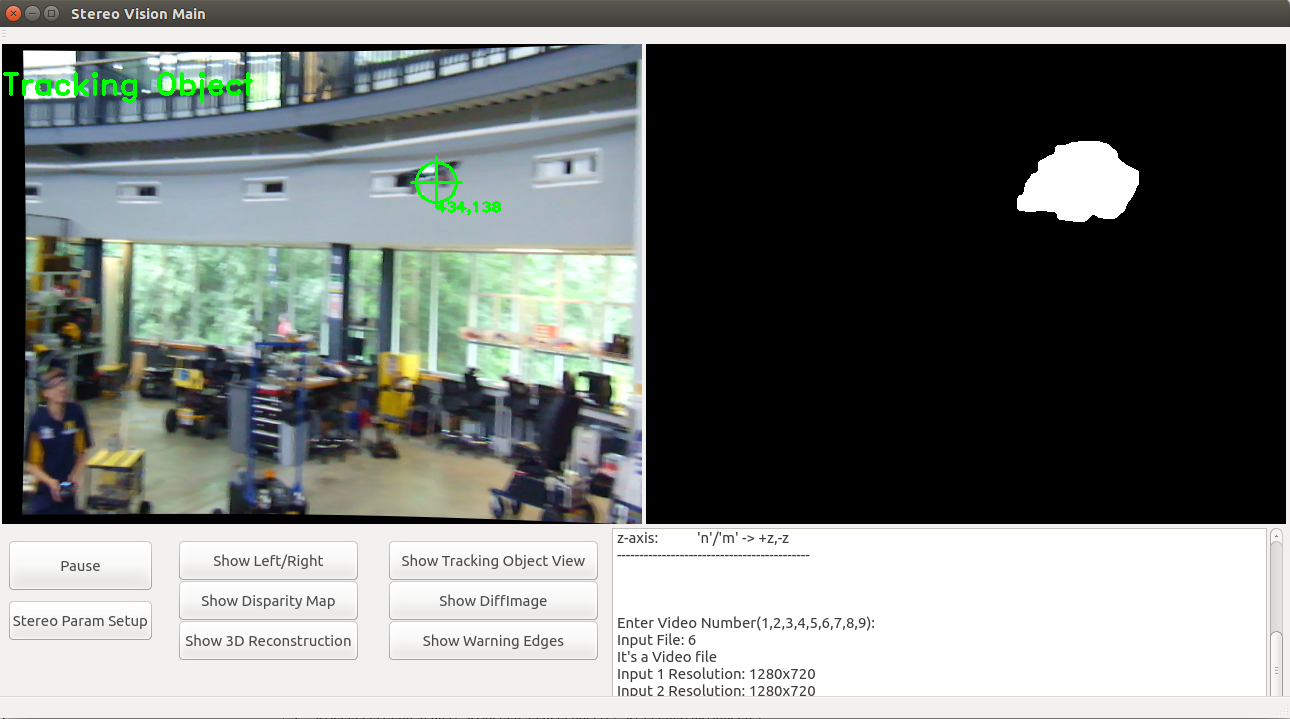 Stereo Vision Main
Tracking Object
434,138
Pause
Stereo Param Setup
Show Left/Right
Show Disparity Map
Show 3D Reconstruction
Show Tracking Object View
Show DiffImage
Show Warning Edges
z-axis: 'n'/'m' -> +z,-z
-------------------------------------------
Enter Video Number(1,2,3,4,5,6,7,8,9):
Input File: 6
It's a Video file
Input 1 Resolution: 1280x720
Input 2 Resolution: 1280x720